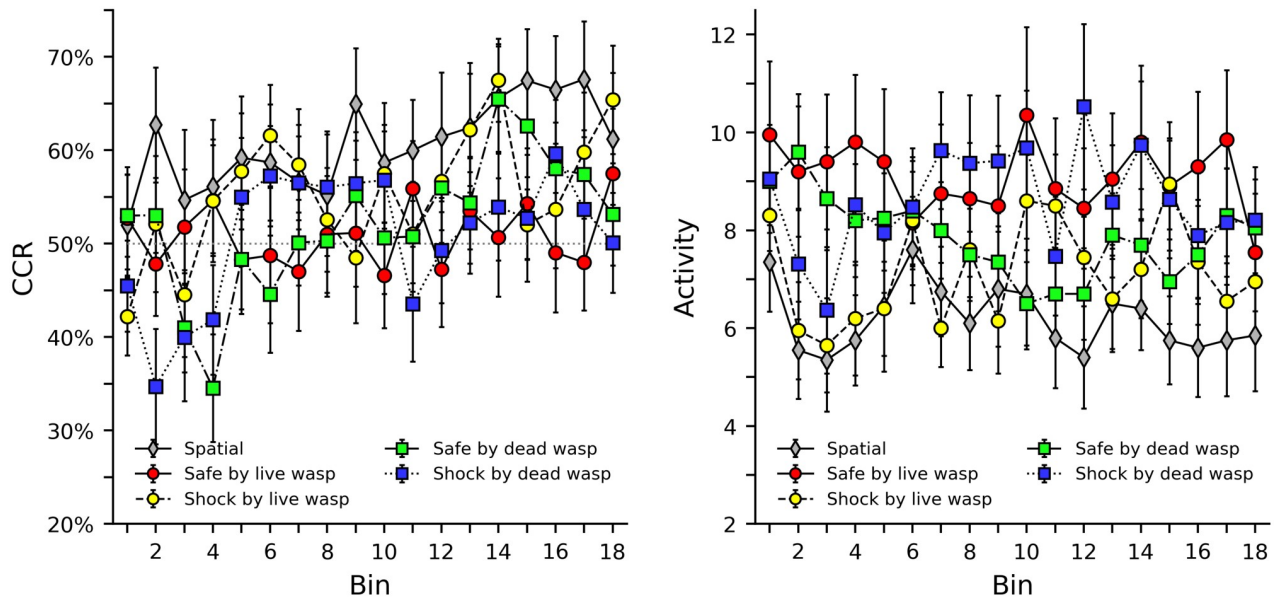 CCR
70%
60%
50%
40%
30%
20%
Spatial
Safe by live wasp
Shock by live wasp
Safe by dead wasp
Shock by dead wasp
2 4 6 8 10 12 14 16 18
Bin
Activity
12
10
8
6
4
2
Spatial
Safe by live wasp
Shock by live wasp
Safe by dead wasp
Shock by dead wasp
2 4 6 8 10 12 14 16 18
Bin